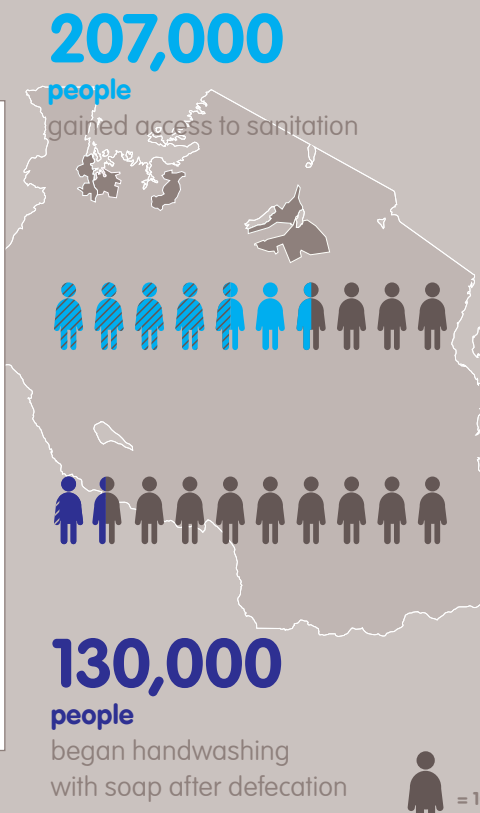 207,000
people
gained access to sanitation
130,000
people
began handwashing
with soap after defecation
= 1